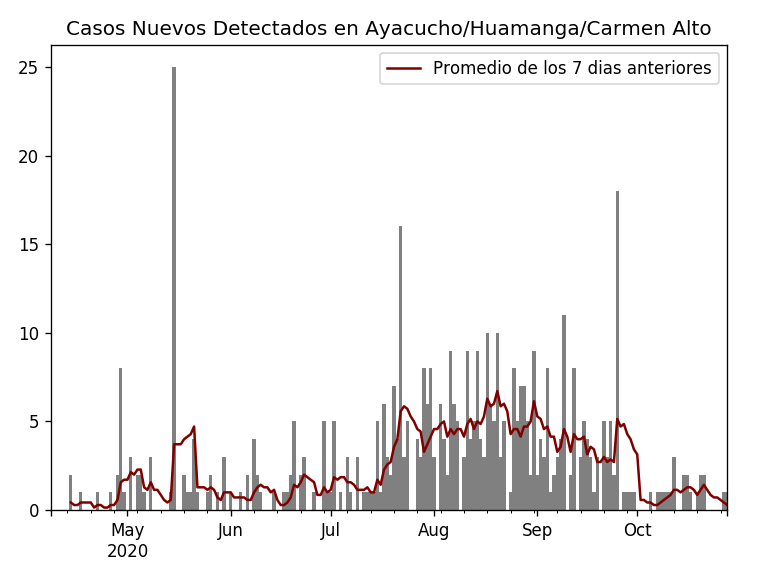 Casos Nuevos Detectados en Ayacucho/Huamanga/Carmen Alto
Promedio de los 7 dias anteriores
25
20
15
10
5
0
May Jun Jul Aug Sep Oct
2020